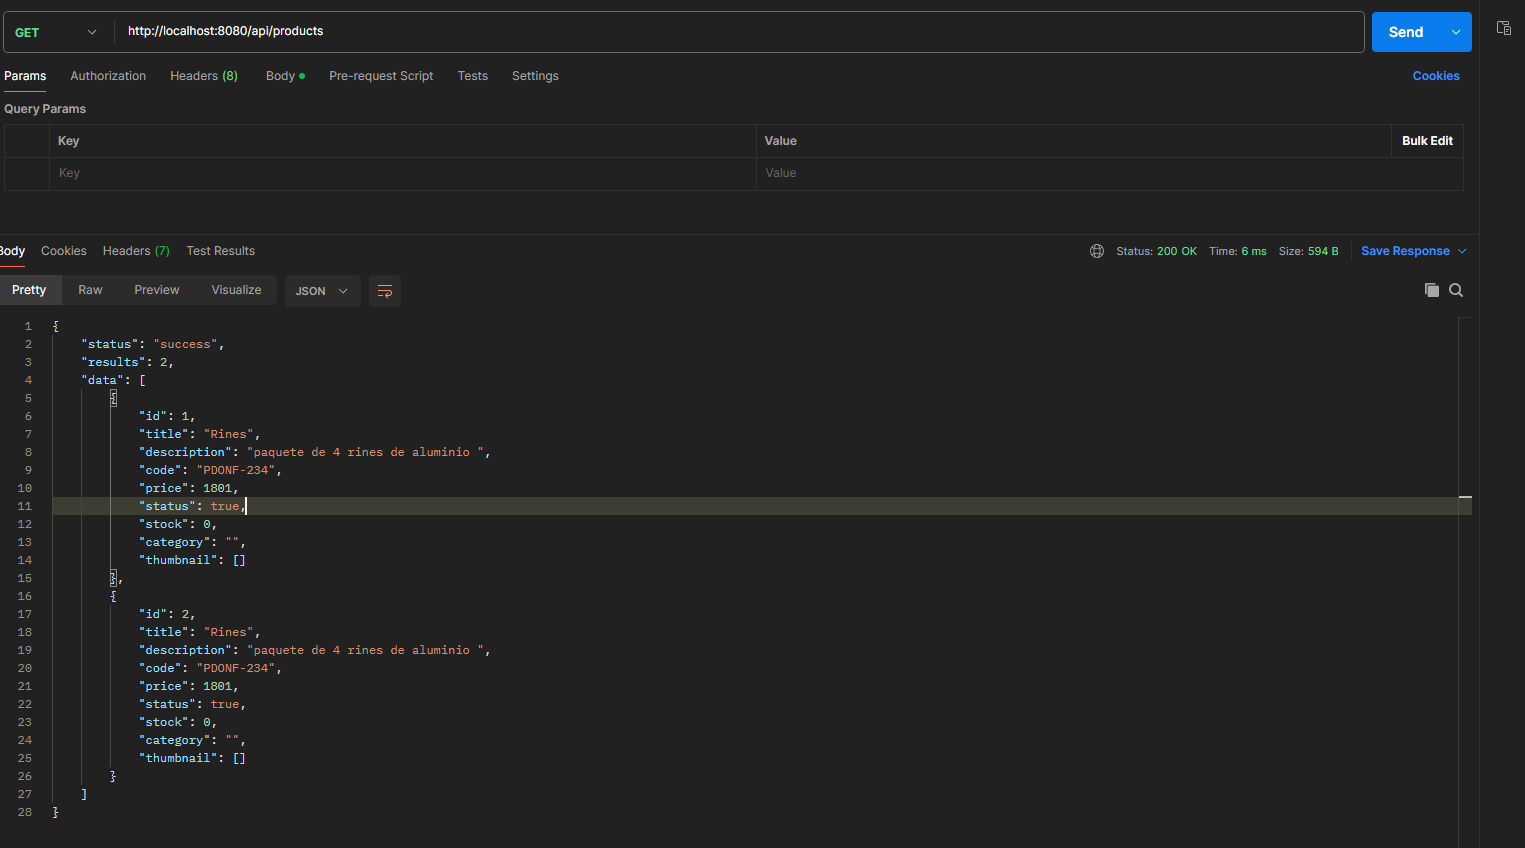 GET http://localhost:8080/api/products Send
Params Authorization Headers (8) Body Pre-request Script Tests Settings Cookies
Query Params
Key Value Bulk Edit
Key Value
Body Cookies Headers (7) Test Results Status: 200 OK Time: 6 ms Size: 594 B Save Response
Pretty Raw Preview Visualize JSON
1 {
2 "status": "success",
3 "results": 2,
4 "data": [
5 {
6 "id": 1,
7 "title": "Rines",
8 "description": "paquete de 4 rines de aluminio ",
9 "code": "PDONF-234",
10 "price": 1801,
11 "status": true,
12 "stock": 0,
13 "category": "",
14 "thumbnail": []
15 },
16 {
17 "id": 2,
18 "title": "Rines",
19 "description": "paquete de 4 rines de aluminio ",
20 "code": "PDONF-234",
21 "price": 1801,
22 "status": true,
23 "stock": 0,
24 "category": "",
25 "thumbnail": []
26 }
27 ]
28 }